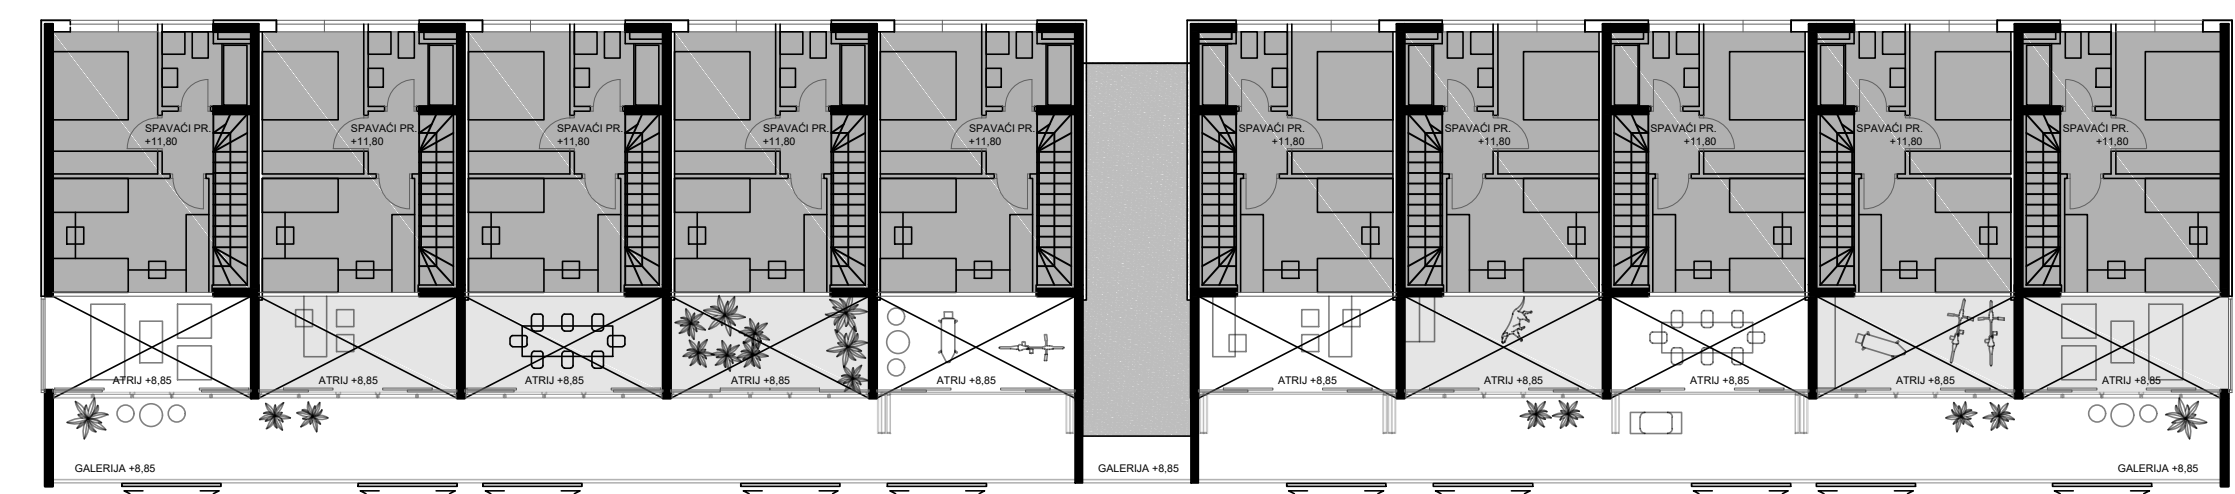 SPAVAĆI PR.
+11,80
SPAVAĆI PR.
+11,80
SPAVAĆI PR.
+11,80
SPAVAĆI PR.
+11,80
SPAVAĆI PR.
+11,80
SPAVAĆI PR.
+11,80
SPAVAĆI PR.
+11,80
SPAVAĆI PR.
+11,80
SPAVAĆI PR.
+11,80
SPAVAĆI PR.
+11,80
ATRIJ +8,85
ATRIJ +8,85
ATRIJ +8,85
ATRIJ +8,85
ATRIJ +8,85
ATRIJ +8,85
ATRIJ +8,85
ATRIJ +8,85
ATRIJ +8,85
ATRIJ +8,85
GALERIJA +8,85
GALERIJA +8,85
GALERIJA +8,85